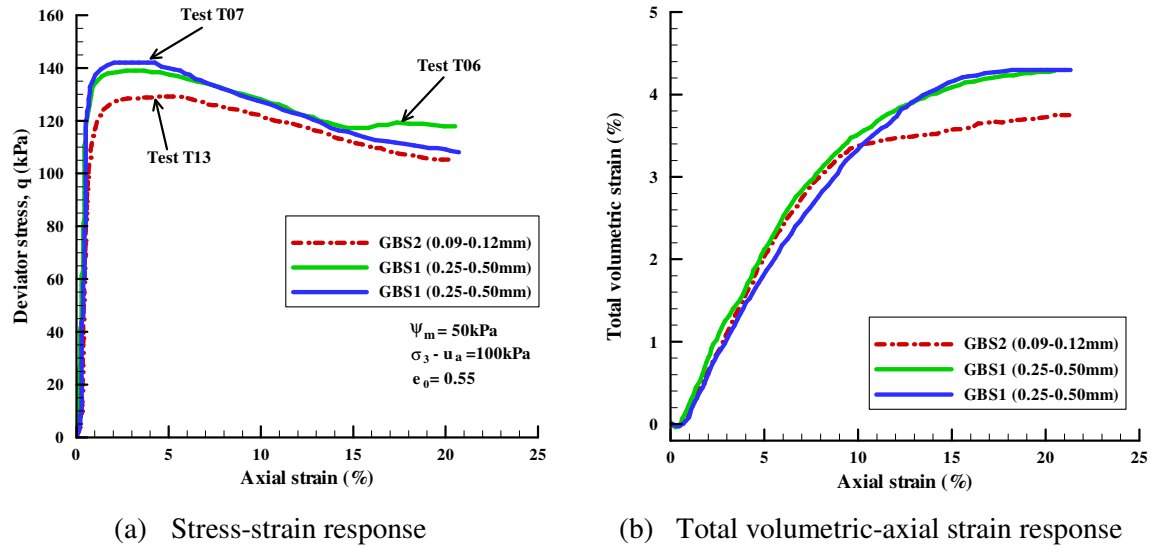 160
140
120
100
80
60
40
20
0
Deviator stress, q (kPa)
0 5 10 15 20 25
Axial strain (%)
Test T07
Test T06
Test T13
GBS2 (0.09-0.12mm)
GBS1 (0.25-0.50mm)
GBS1 (0.25-0.50mm)
ψm = 50kPa
σ3 - ua =100kPa
e0= 0.55
(a) Stress-strain response
5
4
3
2
1
0
Total volumetric strain (%)
0 5 10 15 20 25
Axial strain (%)
GBS2 (0.09-0.12mm)
GBS1 (0.25-0.50mm)
GBS1 (0.25-0.50mm)
(b) Total volumetric-axial strain response